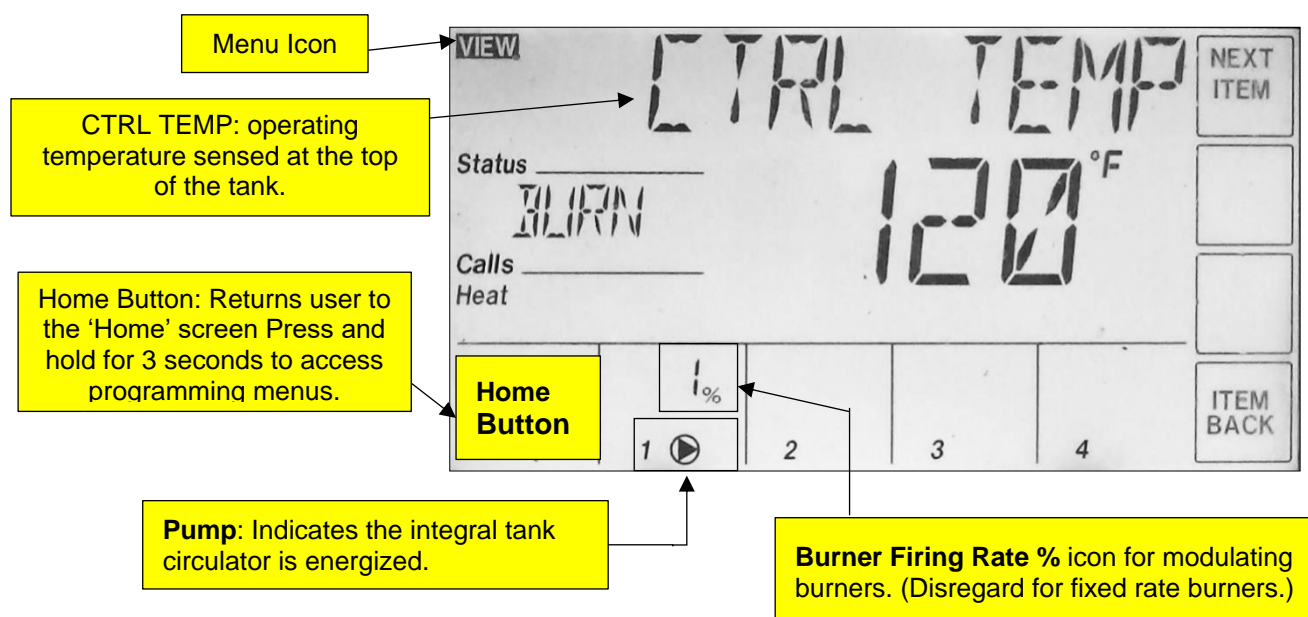 Menu Icon
VIEW
CTRL TEMP
NEXT
ITEM
CTRL TEMP: operating
temperature sensed at the top
of the tank.
Status
BURN
120 °F
Calls
Heat
Home Button: Returns user to
the ‘Home’ screen Press and
hold for 3 seconds to access
programming menus.
Home
Button
1%
1
2
3
4
ITEM
BACK
Pump: Indicates the integral tank
circulator is energized.
Burner Firing Rate % icon for modulating
burners. (Disregard for fixed rate burners.)